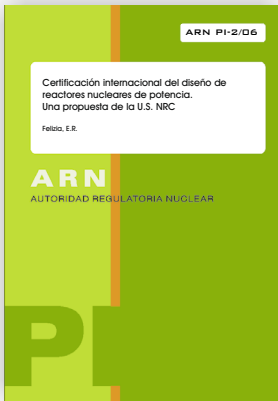 ARN PI-2/06
Certificación internacional del diseño de
reactores nucleares de potencia.
Una propuesta de la U.S. NRC
Felizia, E.R.
ARN
AUTORIDAD REGULATORIA NUCLEAR
PI